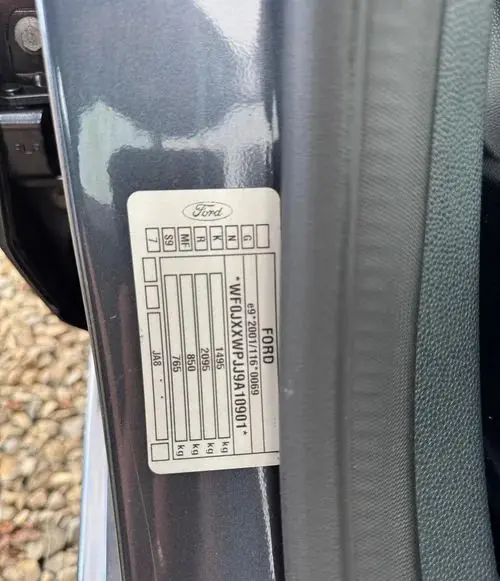 Ford
FORD
e9*2001/116*0069
*WF0JXXWPJJ9A10901*
1495 kg
2095 kg
850 kg
765 kg
JA8
G
N
K
R
MF
S9
7